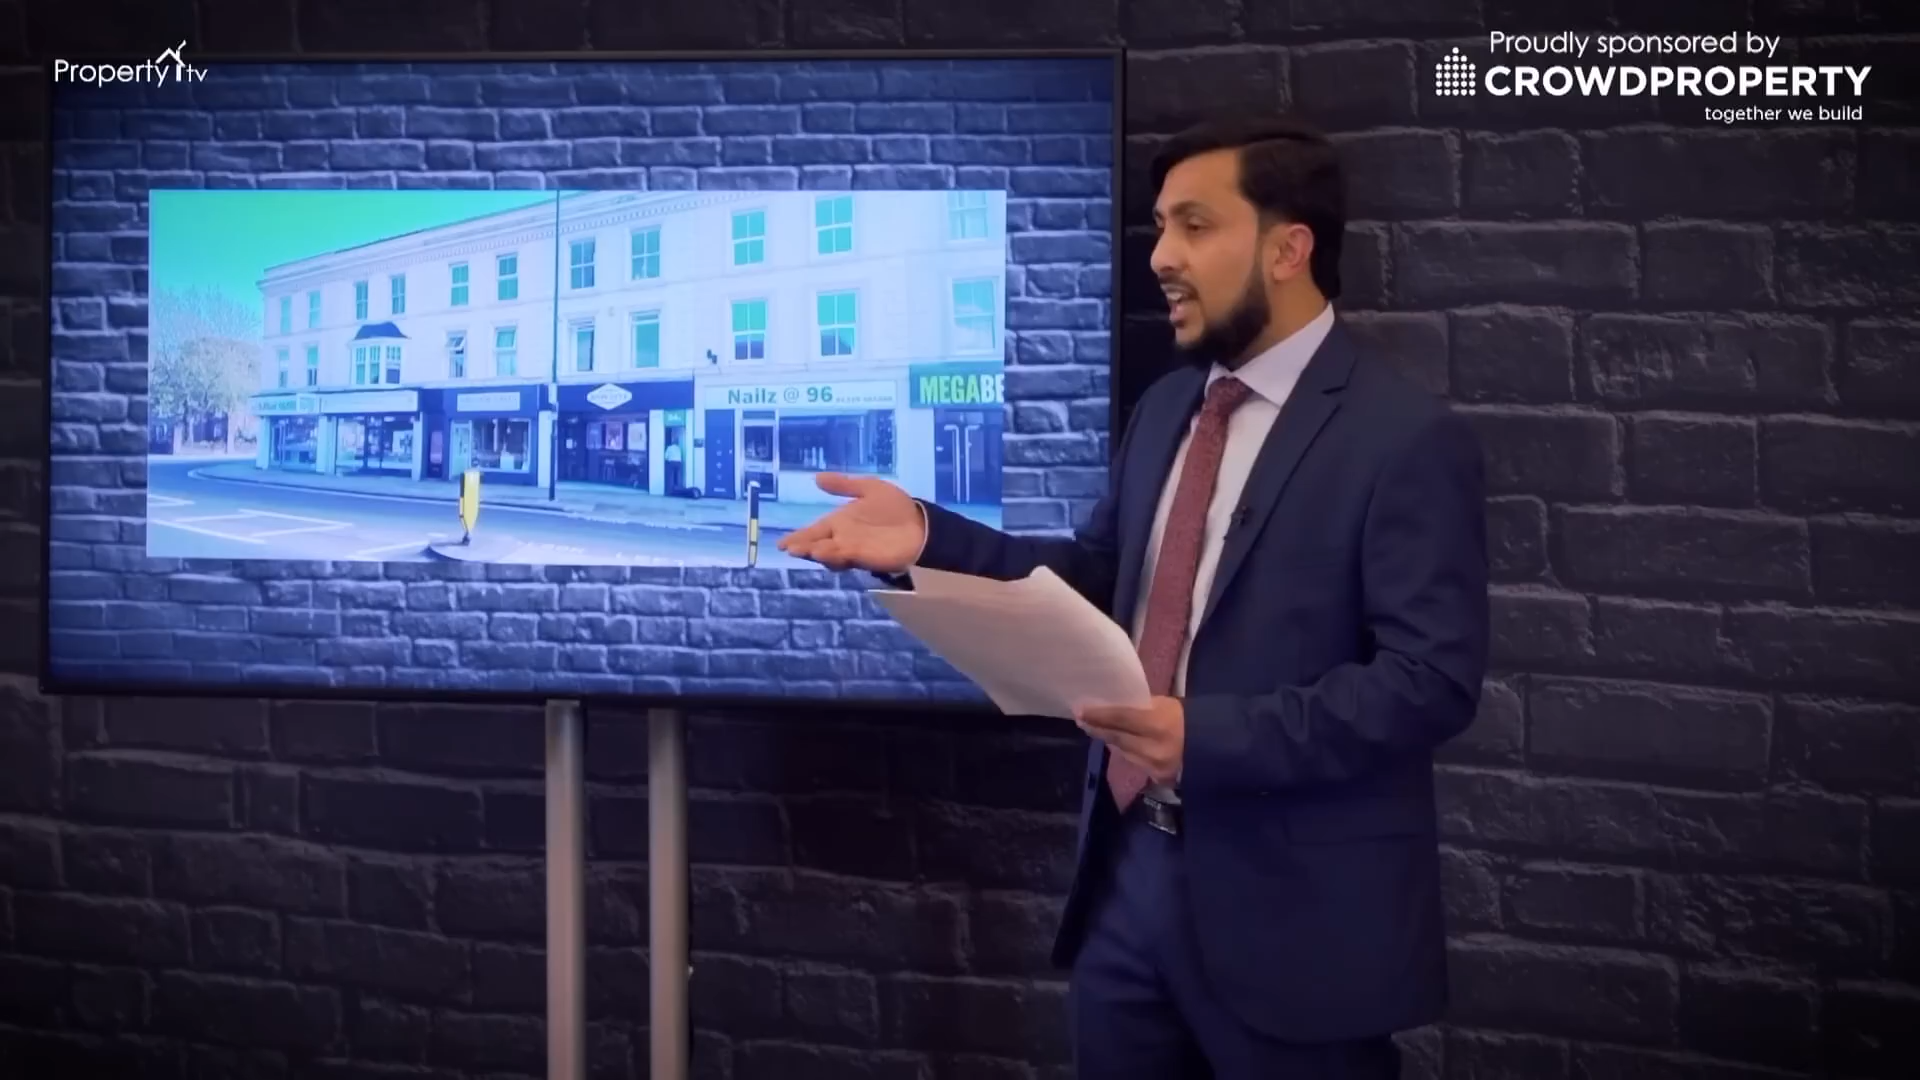 Property tv
Proudly sponsored by
CROWDPROPERTY
together we build
Nailz @ 96
MEGABE